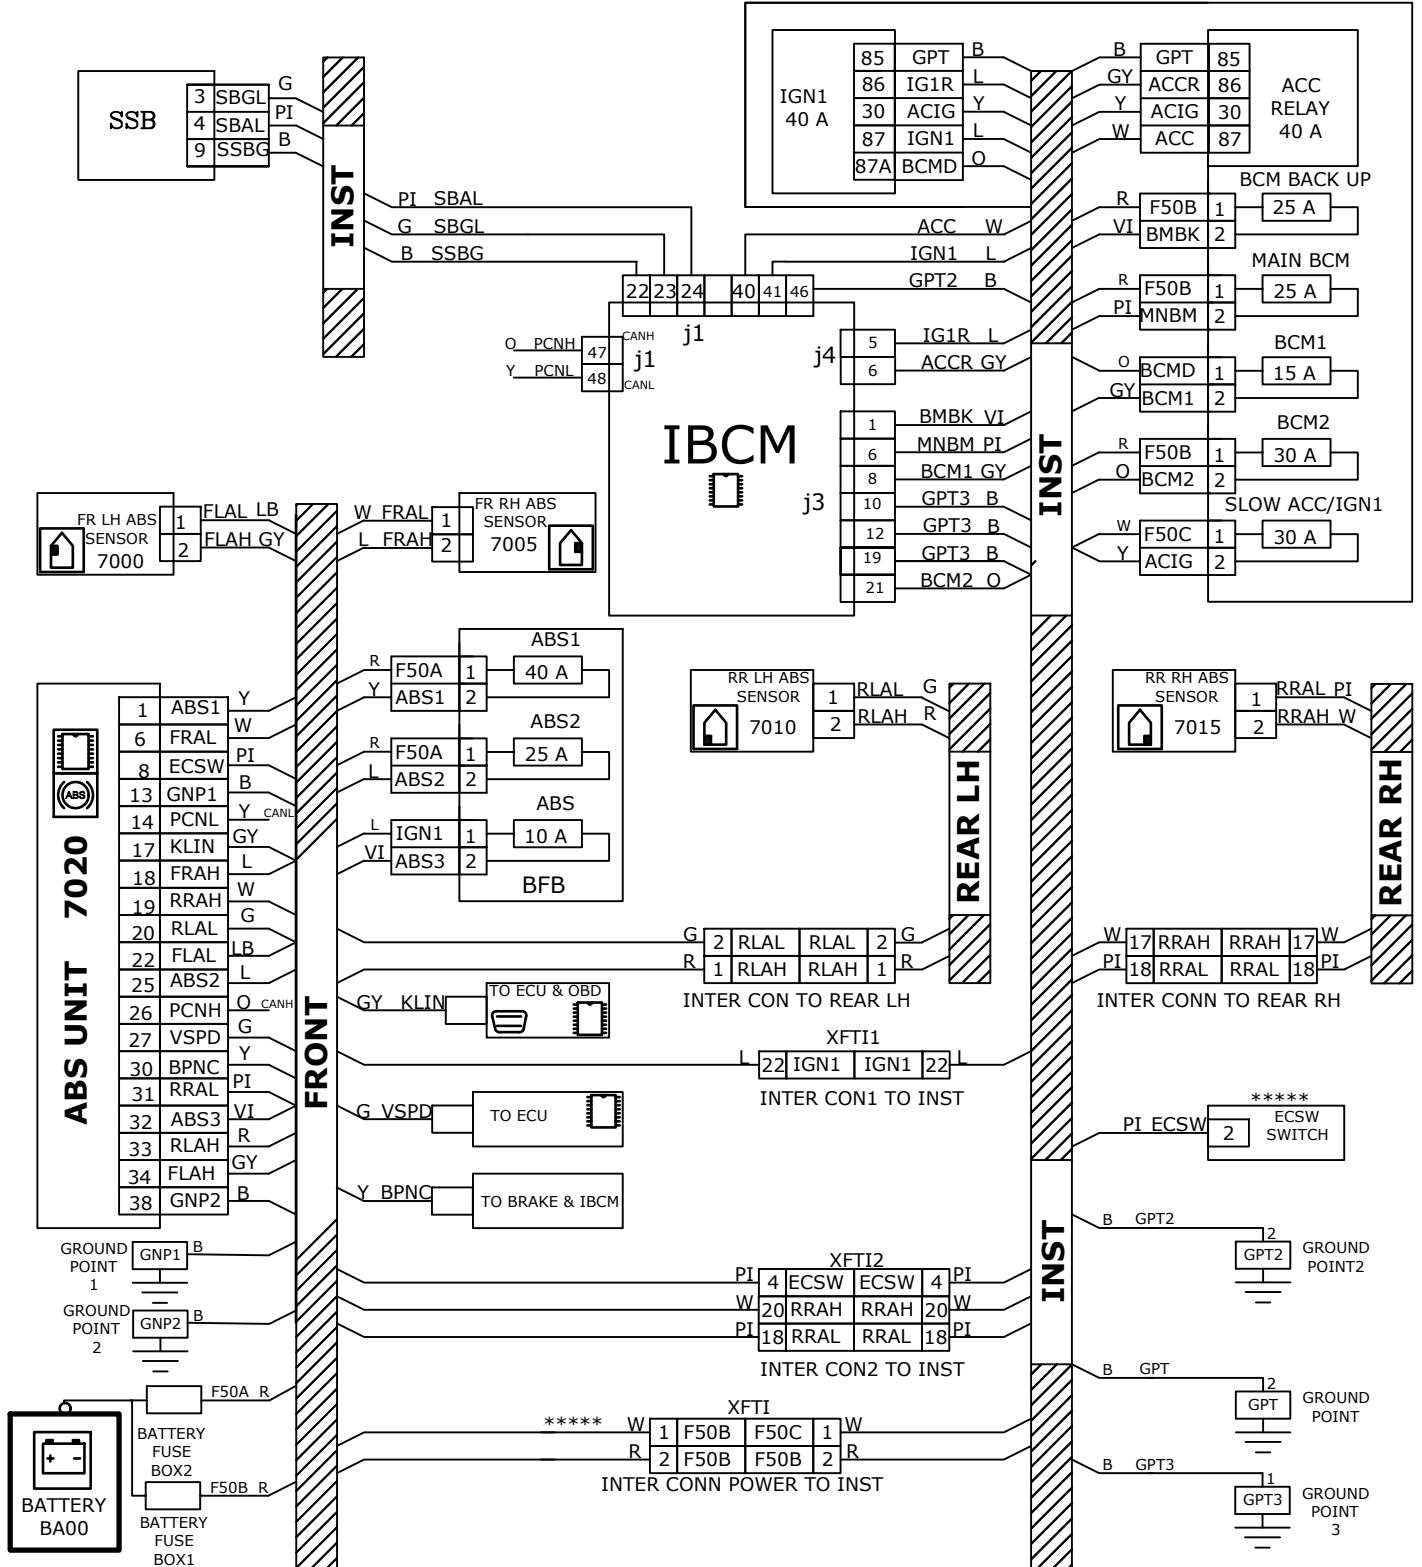 SSB
3 SBGL G
4 SBAL PI
9 SSBG B
INST
PI SBAL
G SBGL
B SSBG
IGN1
40 A
85 GPT B
86 IG1R L
30 ACIG Y
87 IGN1 L
87A BCMD O
B GPT 85
GY ACCR 86
Y ACIG 30
W ACC 87
ACC
RELAY
40 A
BCM BACK UP
R F50B 1 25 A
VI BMBK 2
MAIN BCM
R F50B 1 25 A
PI MNBM 2
BCM1
O BCMD 1 15 A
GY BCM1 2
BCM2
R F50B 1 30 A
O BCM2 2
SLOW ACC/IGN1
W F50C 1 30 A
Y ACIG 2
ACC W
IGN1 L
GPT2 B
22 23 24 40 41 46
j1
O PCNH 47 CANH
Y PCNL 48 CANL
j1
j4
5 IG1R L
6 ACCR GY
IBCM
j3
1 BMBK VI
6 MNBM PI
8 BCM1 GY
10 GPT3 B
12 GPT3 B
19 GPT3 B
21 BCM2 O
INST
FR LH ABS
SENSOR
7000
1 FLAL LB
2 FLAH GY
W FRAL 1
L FRAH 2
FR RH ABS
SENSOR
7005
ABS1
R F50A 1 40 A
Y ABS1 2
ABS2
R F50A 1 25 A
L ABS2 2
ABS
L IGN1 1 10 A
VI ABS3 2
BFB
RR LH ABS
SENSOR
7010
1 RLAL G
2 RLAH R
REAR LH
RR RH ABS
SENSOR
7015
1 RRAL PI
2 RRAH W
REAR RH
ABS
ABS UNIT 7020
1 ABS1 Y
6 FRAL W
8 ECSW PI
13 GNP1 B
14 PCNL Y CANL
17 KLIN GY
18 FRAH L
19 RRAH W
20 RLAL G
22 FLAL LB
25 ABS2 L
26 PCNH O CANH
27 VSPD G
30 BPNC Y
31 RRAL PI
32 ABS3 VI
33 RLAH R
34 FLAH GY
38 GNP2 B
FRONT
G 2 RLAL RLAL 2 G
R 1 RLAH RLAH 1 R
INTER CON TO REAR LH
W 17 RRAH RRAH 17 W
PI 18 RRAL RRAL 18 PI
INTER CONN TO REAR RH
GY KLIN
TO ECU & OBD
XFTI1
L 22 IGN1 IGN1 22 L
INTER CON1 TO INST
G VSPD TO ECU
*****
PI ECSW 2
ECSW
SWITCH
Y BPNC TO BRAKE & IBCM
INST
B GPT2
2
GPT2
GROUND
POINT2
GROUND
POINT
1
GNP1 B
GROUND
POINT
2
GNP2 B
XFTI2
PI 4 ECSW ECSW 4 PI
W 20 RRAH RRAH 20 W
PI 18 RRAL RRAL 18 PI
INTER CON2 TO INST
B GPT
2
GPT
GROUND
POINT
F50A R
BATTERY
FUSE
BOX2
XFTI
***** W 1 F50B F50C 1 W
R 2 F50B F50B 2 R
INTER CONN POWER TO INST
B GPT3
1
GPT3
GROUND
POINT
3
F50B R
BATTERY
FUSE
BOX1
BATTERY
BA00